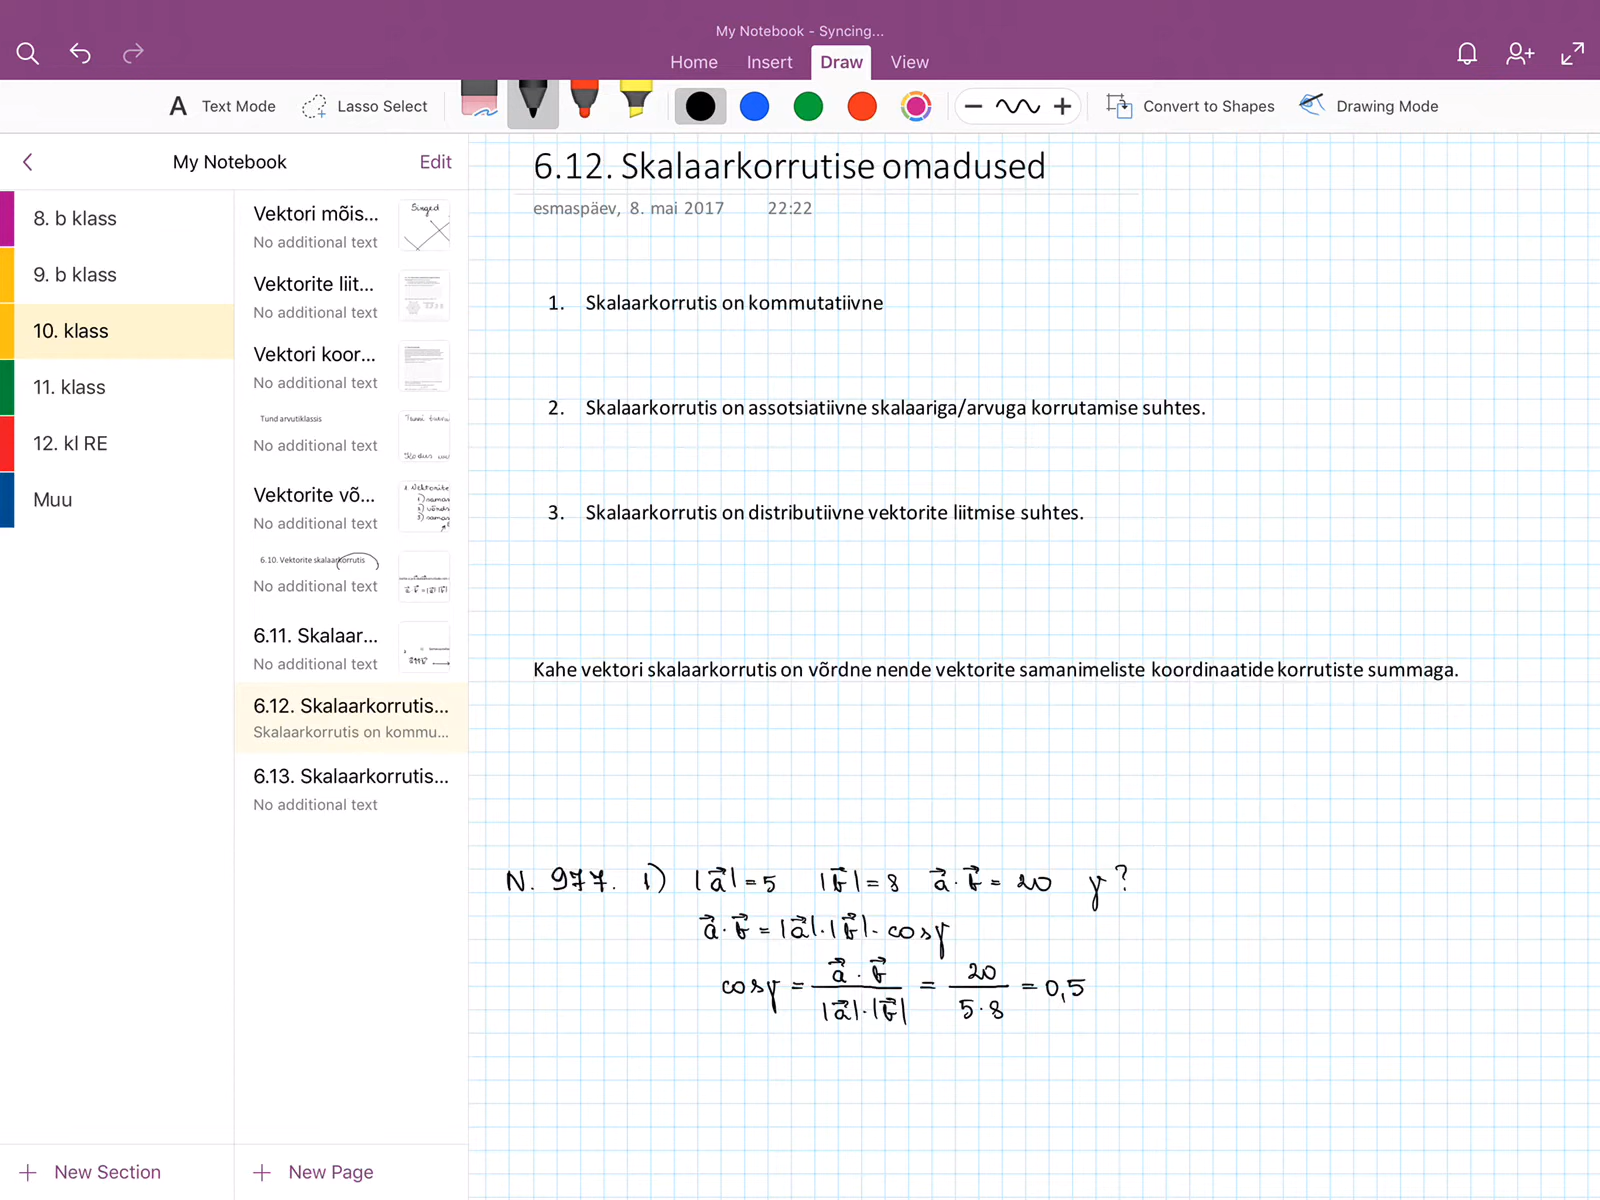 My Notebook - Syncing...
Home Insert Draw View
A Text Mode Lasso Select Convert to Shapes Drawing Mode
My Notebook Edit
8. b klass
9. b klass
10. klass
11. klass
12. kl RE
Muu
Vektori mõis...
No additional text
Vektorite liit...
No additional text
Vektori koor...
No additional text
Tund arvutiklassis
No additional text
Vektorite võ...
No additional text
6.10. Vektorite skalaarkorrutis
No additional text
6.11. Skalaar...
No additional text
6.12. Skalaarkorrutis...
Skalaarkorrutis on kommu...
6.13. Skalaarkorrutis...
No additional text
New Section
New Page
6.12. Skalaarkorrutise omadused
esmaspäev, 8. mai 2017 22:22
1. Skalaarkorrutis on kommutatiivne
2. Skalaarkorrutis on assotsiatiivne skalaariga/arvuga korrutamise suhtes.
3. Skalaarkorrutis on distributiivne vektorite liitmise suhtes.
Kahe vektori skalaarkorrutis on võrdne nende vektorite samanimeliste koordinaatide korrutiste summaga.
N. 977. 1) |a⃗| = 5 |b⃗| = 8 a⃗ · b⃗ = 20 γ?
a⃗ · b⃗ = |a⃗| · |b⃗| · cosγ
cosγ = a⃗ · b⃗ / |a⃗| · |b⃗| = 20 / 5 · 8 = 0,5